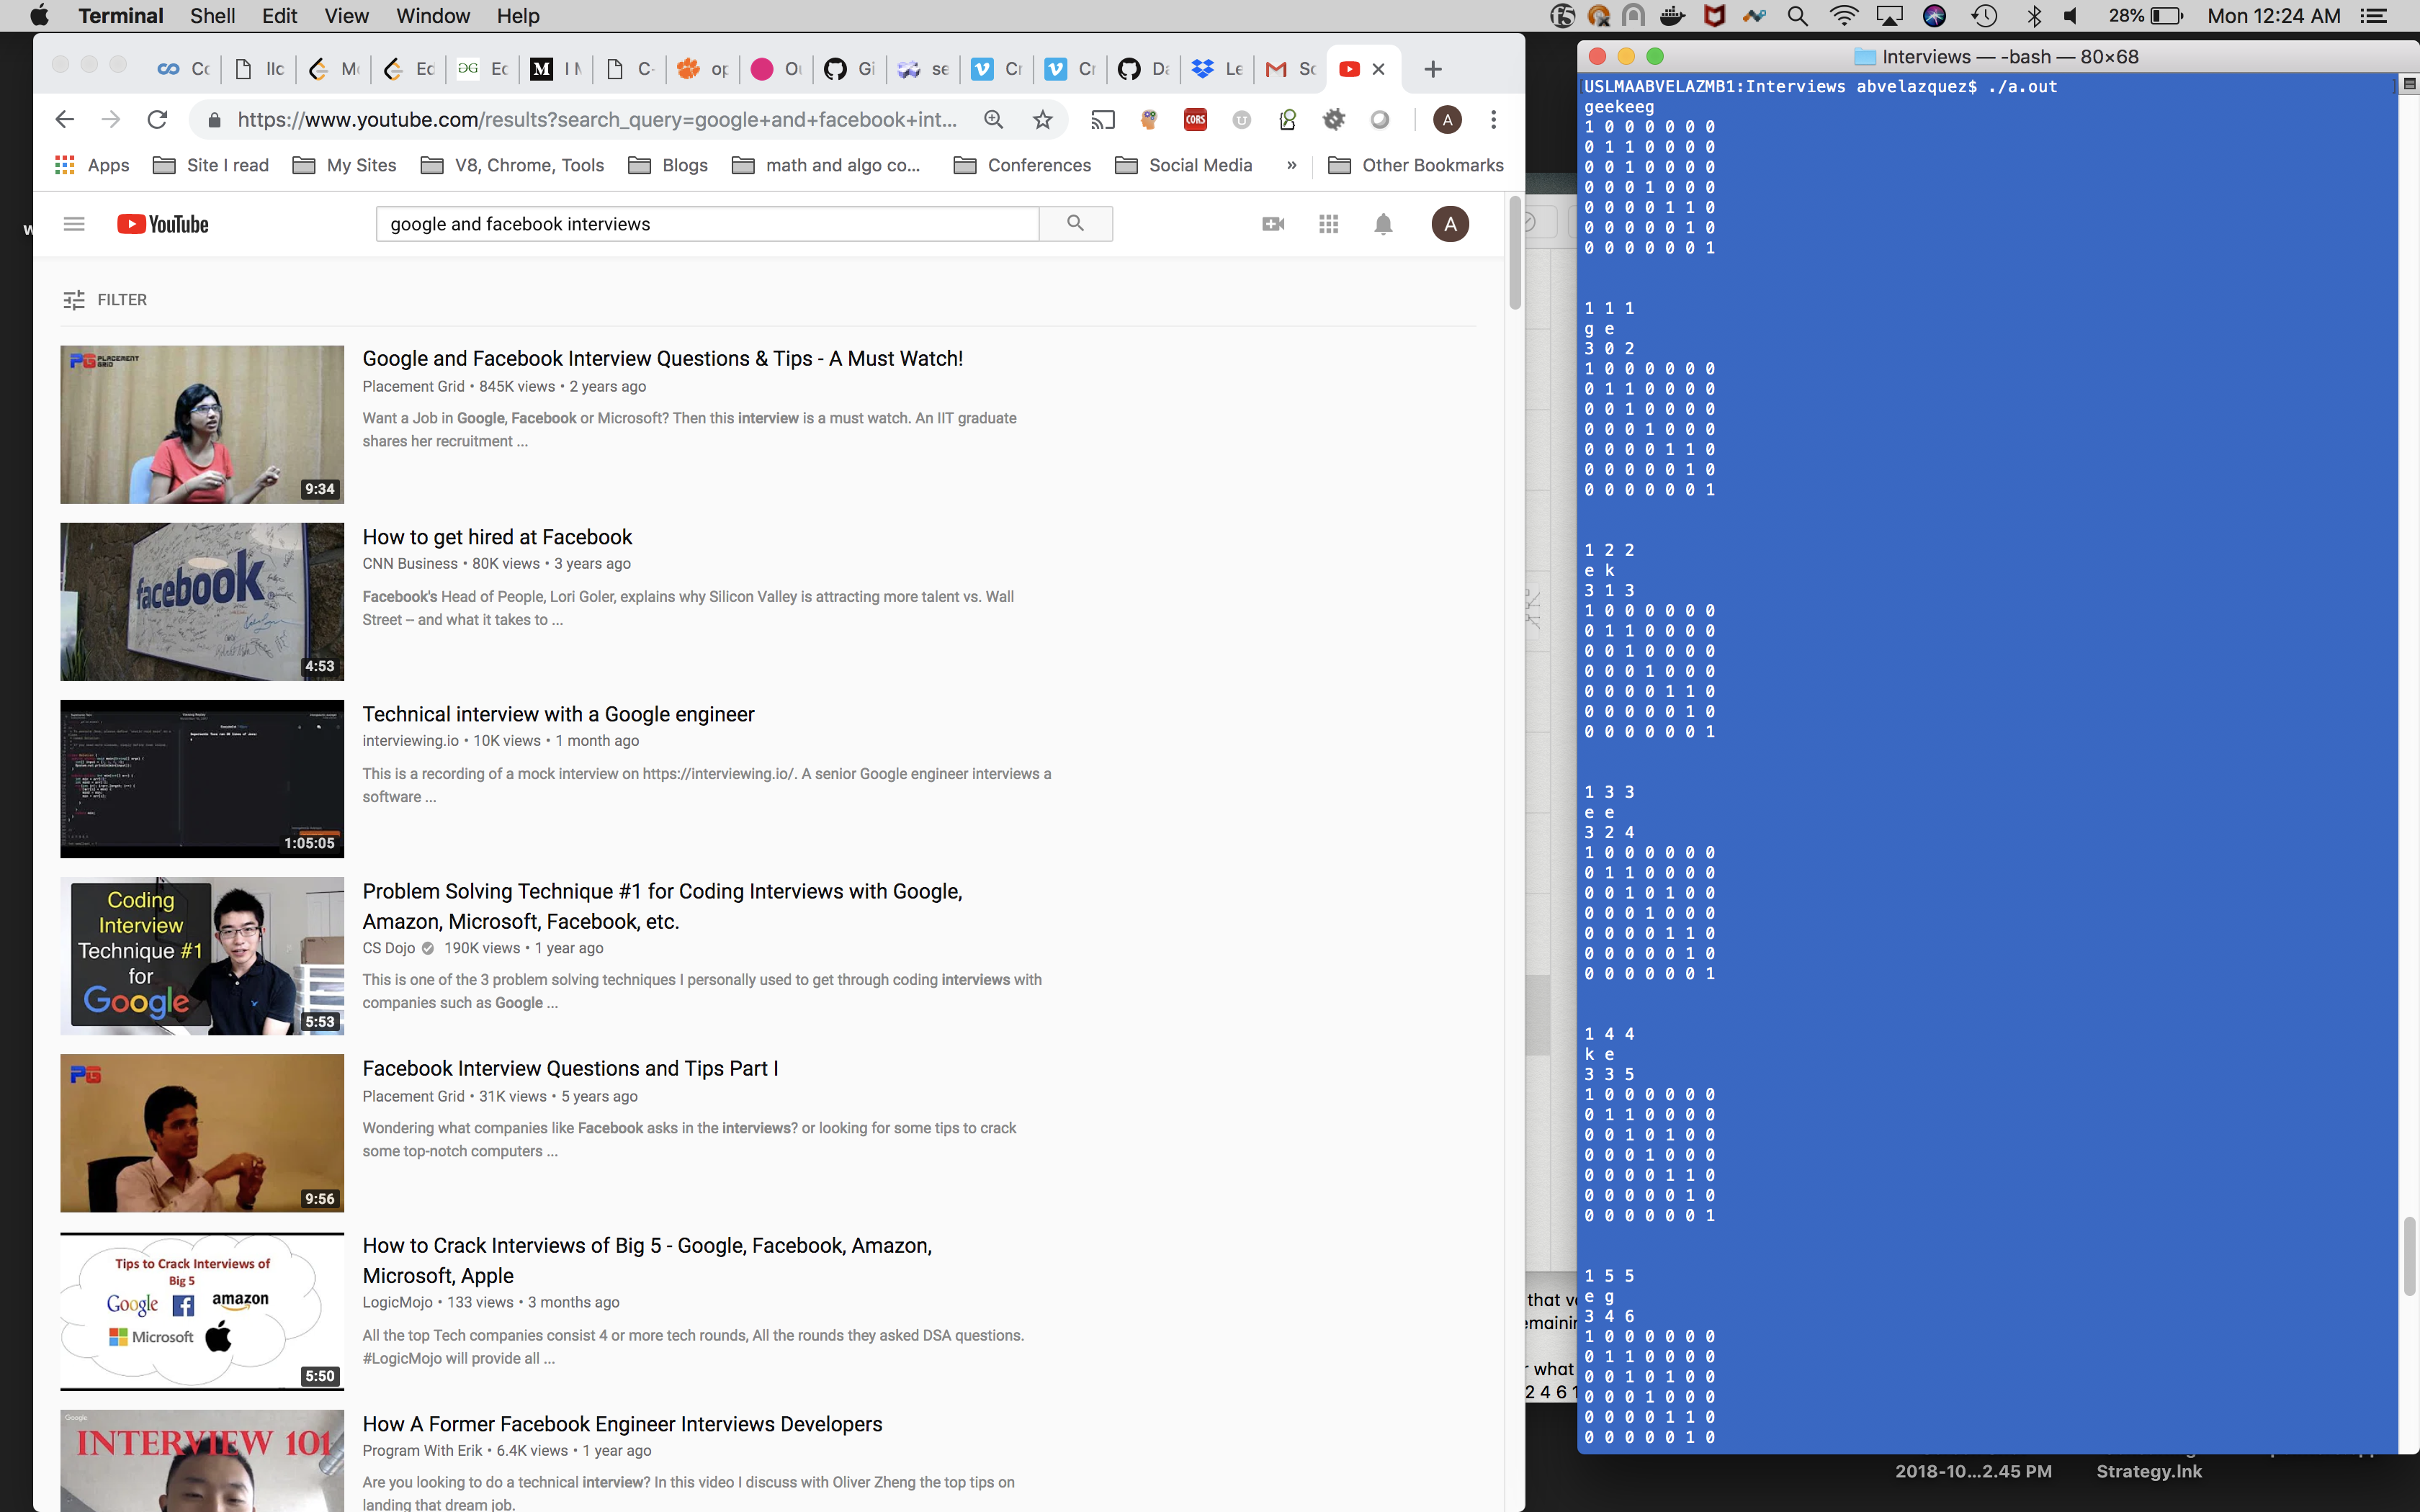 Terminal Shell Edit View Window Help
28% Mon 12:24 AM
https://www.youtube.com/results?search_query=google+and+facebook+int...
Apps Site I read My Sites V8, Chrome, Tools Blogs math and algo co... Conferences Social Media » Other Bookmarks
YouTube
google and facebook interviews
A
FILTER
PG PLACEMENT GRID
9:34
Google and Facebook Interview Questions & Tips - A Must Watch!
Placement Grid • 845K views • 2 years ago
Want a Job in Google, Facebook or Microsoft? Then this interview is a must watch. An IIT graduate
shares her recruitment ...
facebook
4:53
How to get hired at Facebook
CNN Business • 80K views • 3 years ago
Facebook's Head of People, Lori Goler, explains why Silicon Valley is attracting more talent vs. Wall
Street – and what it takes to ...
1:05:05
Technical interview with a Google engineer
interviewing.io • 10K views • 1 month ago
This is a recording of a mock interview on https://interviewing.io/. A senior Google engineer interviews a
software ...
Coding
Interview
Technique #1
for
Google
5:53
Problem Solving Technique #1 for Coding Interviews with Google,
Amazon, Microsoft, Facebook, etc.
CS Dojo 190K views • 1 year ago
This is one of the 3 problem solving techniques I personally used to get through coding interviews with
companies such as Google ...
PG
9:56
Facebook Interview Questions and Tips Part I
Placement Grid • 31K views • 5 years ago
Wondering what companies like Facebook asks in the interviews? or looking for some tips to crack
some top-notch computers ...
Tips to Crack Interviews of
Big 5
Google f amazon
Microsoft
5:50
How to Crack Interviews of Big 5 - Google, Facebook, Amazon,
Microsoft, Apple
LogicMojo • 133 views • 3 months ago
All the top Tech companies consist 4 or more tech rounds, All the rounds they asked DSA questions.
#LogicMojo will provide all ...
Google
INTERVIEW 101
How A Former Facebook Engineer Interviews Developers
Program With Erik • 6.4K views • 1 year ago
Are you looking to do a technical interview? In this video I discuss with Oliver Zheng the top tips on
landing that dream job.
Interviews — -bash — 80×68
USLMAABVELAZMB1:Interviews abvelazquez$ ./a.out
geekeeg
1 0 0 0 0 0 0
0 1 1 0 0 0 0
0 0 1 0 0 0 0
0 0 0 1 0 0 0
0 0 0 0 1 1 0
0 0 0 0 0 1 0
0 0 0 0 0 0 1
1 1 1
g e
3 0 2
1 0 0 0 0 0 0
0 1 1 0 0 0 0
0 0 1 0 0 0 0
0 0 0 1 0 0 0
0 0 0 0 1 1 0
0 0 0 0 0 1 0
0 0 0 0 0 0 1
1 2 2
e k
3 1 3
1 0 0 0 0 0 0
0 1 1 0 0 0 0
0 0 1 0 0 0 0
0 0 0 1 0 0 0
0 0 0 0 1 1 0
0 0 0 0 0 1 0
0 0 0 0 0 0 1
1 3 3
e e
3 2 4
1 0 0 0 0 0 0
0 1 1 0 0 0 0
0 0 1 0 1 0 0
0 0 0 1 0 0 0
0 0 0 0 1 1 0
0 0 0 0 0 1 0
0 0 0 0 0 0 1
1 4 4
k e
3 3 5
1 0 0 0 0 0 0
0 1 1 0 0 0 0
0 0 1 0 1 0 0
0 0 0 1 0 0 0
0 0 0 0 1 1 0
0 0 0 0 0 1 0
0 0 0 0 0 0 1
1 5 5
e g
3 4 6
1 0 0 0 0 0 0
0 1 1 0 0 0 0
0 0 1 0 1 0 0
0 0 0 1 0 0 0
0 0 0 0 1 1 0
0 0 0 0 0 1 0
that
what
2 4 6
2018-10...2.45 PM
Strategy.lnk